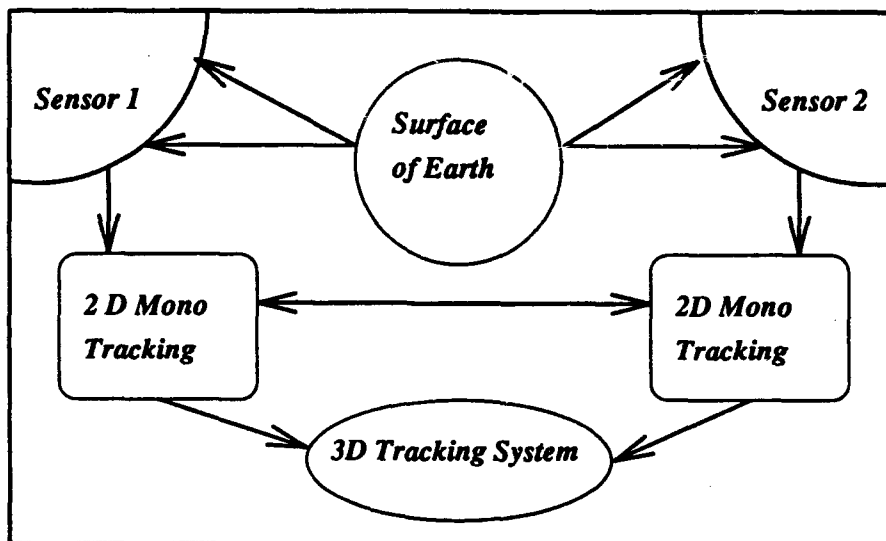 Sensor 1
Surface
of Earth
Sensor 2
2 D Mono
Tracking
2D Mono
Tracking
3D Tracking System